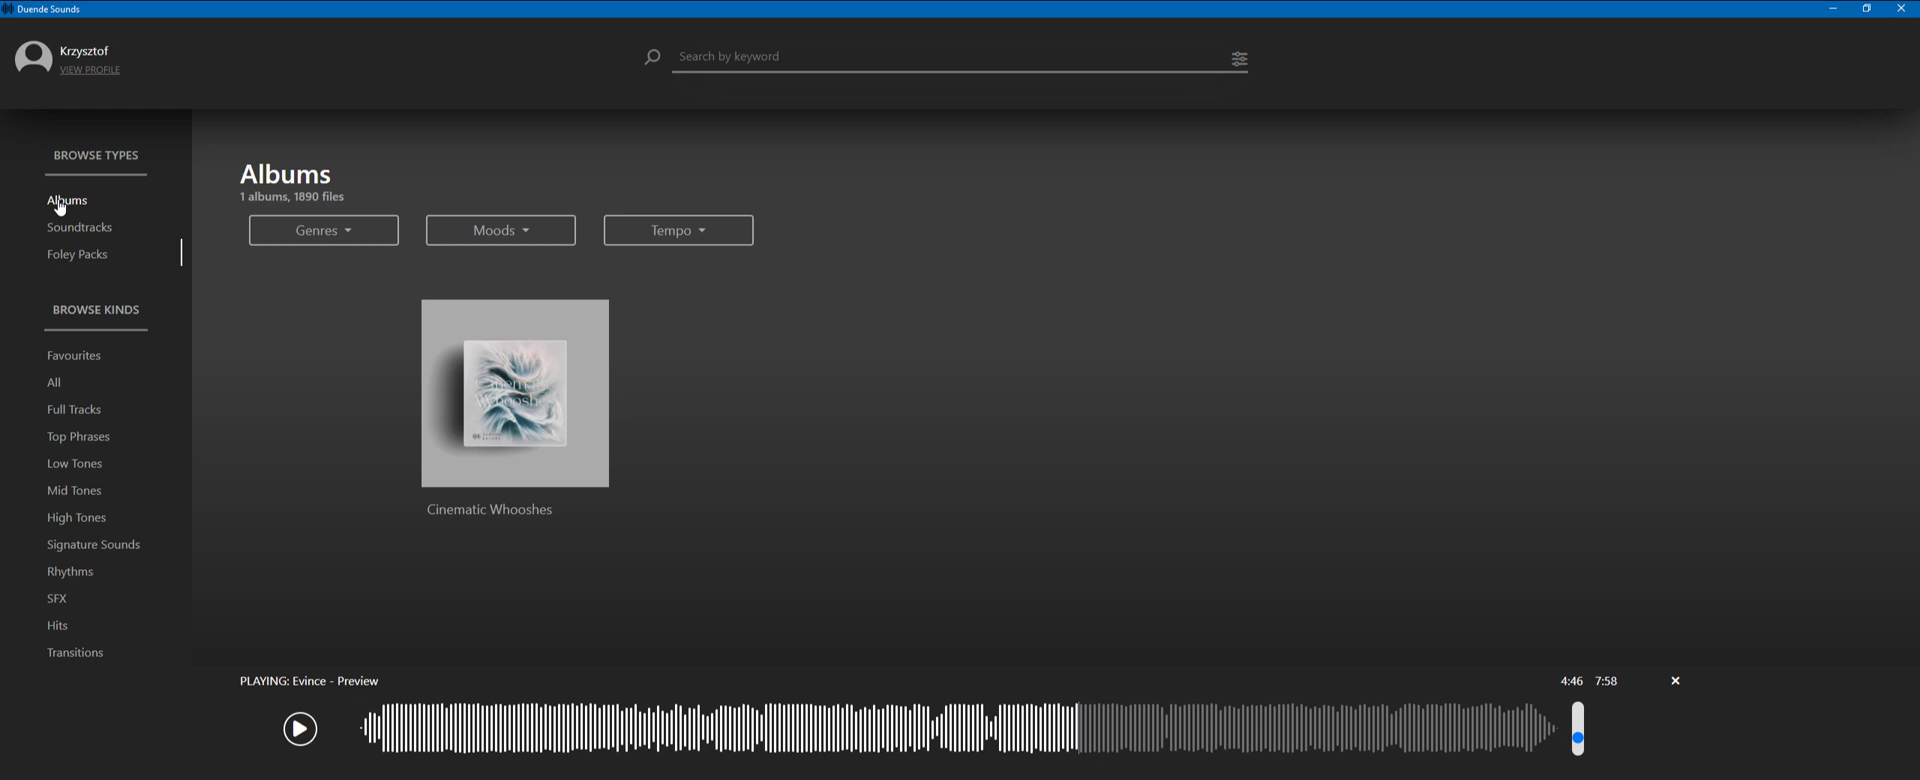 Duende Sounds
Krzysztof
VIEW PROFILE
Search by keyword
BROWSE TYPES
Albums
Soundtracks
Foley Packs
BROWSE KINDS
Favourites
All
Full Tracks
Top Phrases
Low Tones
Mid Tones
High Tones
Signature Sounds
Rhythms
SFX
Hits
Transitions
Albums
1 albums, 1890 files
Genres
Moods
Tempo
Cinematic Whooshes
PLAYING: Evince - Preview
4:46 7:58